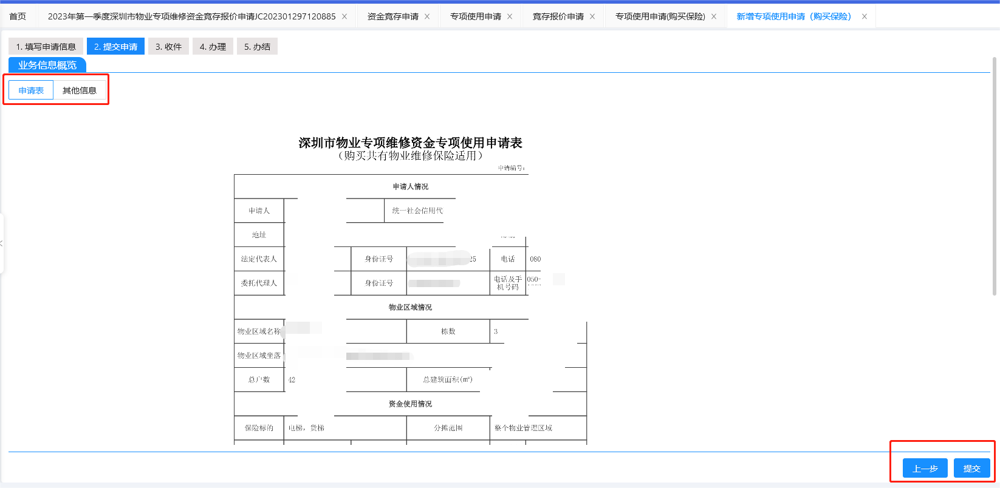 首页 2023年第一季度深圳市物业专项维修资金竞存报价申请JC202301297120885 × 资金竞存申请 × 专项使用申请 × 竞存报价申请 × 专项使用申请(购买保险) × 新增专项使用申请（购买保险） ×
1. 填写申请信息 2. 提交申请 3. 收件 4. 办理 5. 办结
业务信息概览
申请表 其他信息
深圳市物业专项维修资金专项使用申请表
（购买共有物业维修保险适用）
申请编号：
申请人情况
申请人 统一社会信用代
地址
法定代表人 身份证号 25 电话 080
委托代理人 身份证号 电话及手机号码 050-
物业区域情况
物业区域名称 栋数 3
物业区域坐落
总户数 42 总建筑面积(㎡)
资金使用情况
保险标的 电梯，货梯 分摊范围 整个物业管理区域
上一步 提交